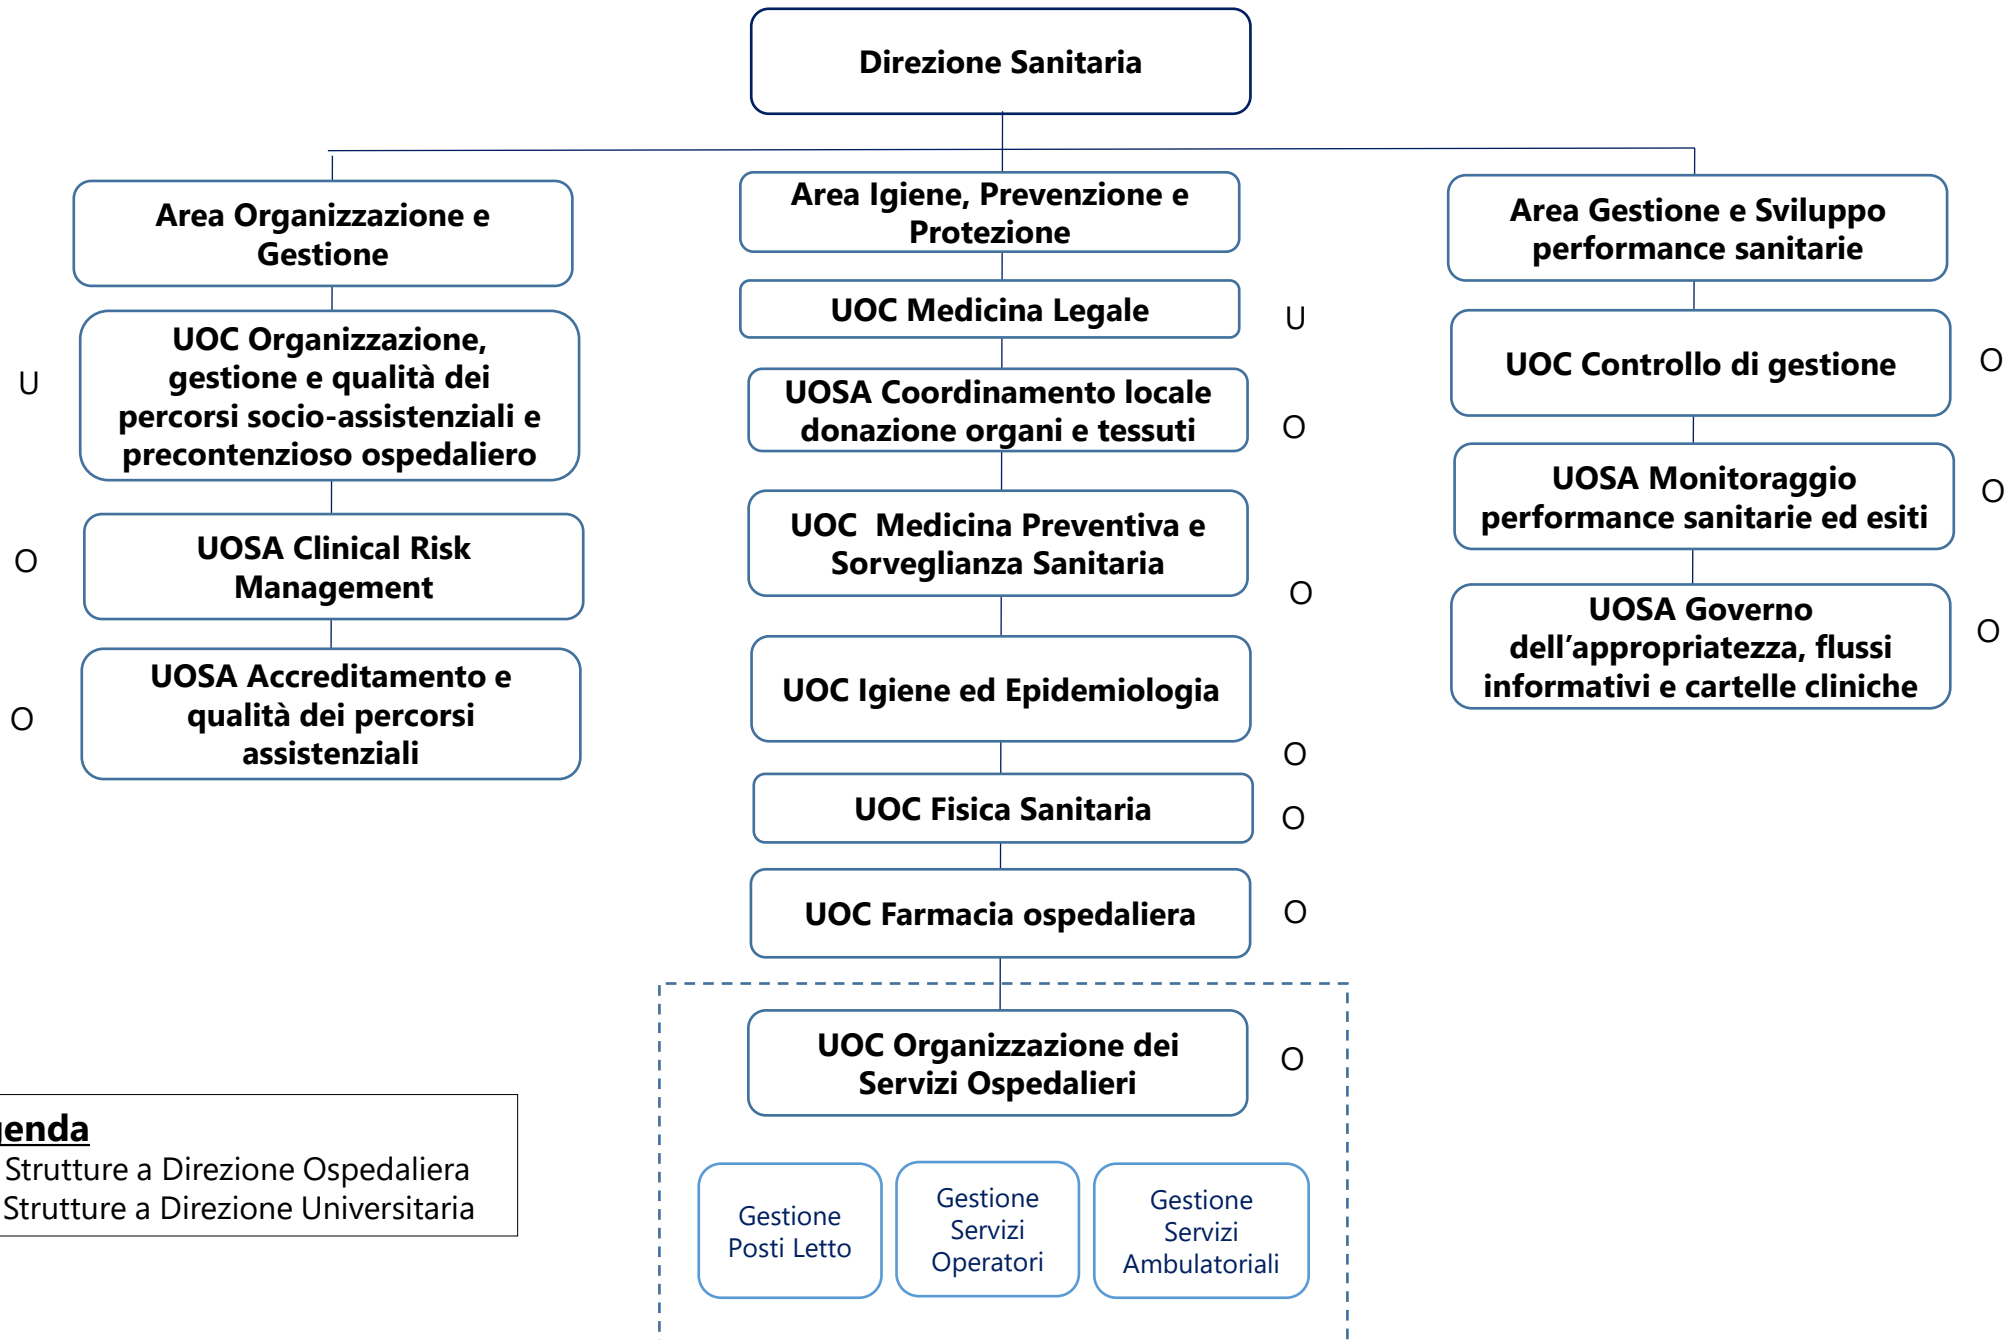 Direzione Sanitaria
Area Organizzazione e
Gestione
U
UOC Organizzazione,
gestione e qualità dei
percorsi socio-assistenziali e
precontenzioso ospedaliero
O
UOSA Clinical Risk
Management
O
UOSA Accreditamento e
qualità dei percorsi
assistenziali
Area Igiene, Prevenzione e
Protezione
UOC Medicina Legale
U
UOSA Coordinamento locale
donazione organi e tessuti
O
UOC Medicina Preventiva e
Sorveglianza Sanitaria
O
UOC Igiene ed Epidemiologia
O
UOC Fisica Sanitaria
O
UOC Farmacia ospedaliera
O
UOC Organizzazione dei
Servizi Ospedalieri
O
Gestione
Posti Letto
Gestione
Servizi
Operatori
Gestione
Servizi
Ambulatoriali
Area Gestione e Sviluppo
performance sanitarie
UOC Controllo di gestione
O
UOSA Monitoraggio
performance sanitarie ed esiti
O
UOSA Governo
dell’appropriatezza, flussi
informativi e cartelle cliniche
O
genda
Strutture a Direzione Ospedaliera
Strutture a Direzione Universitaria